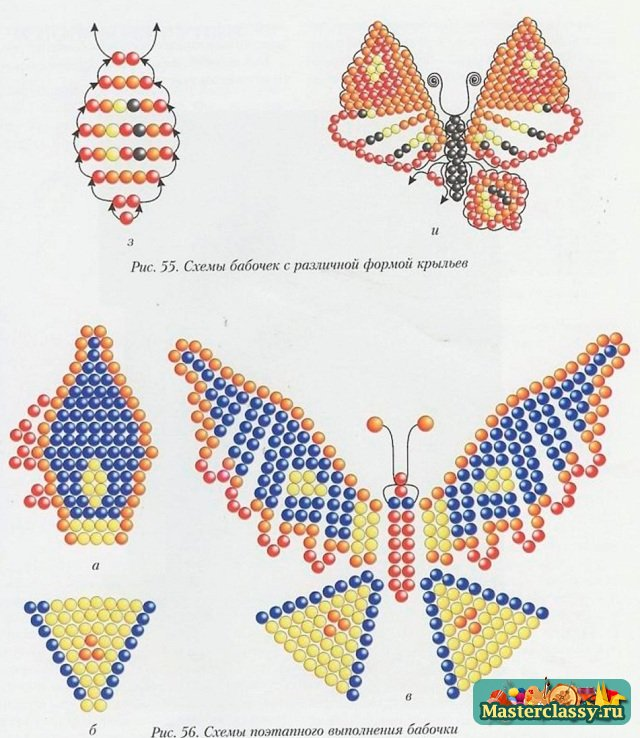 з
и
Рис. 55. Схемы бабочек с различной формой крыльев
а
б
в
Рис. 56. Схемы поэтапного выполнения бабочки
Masterclassy.ru